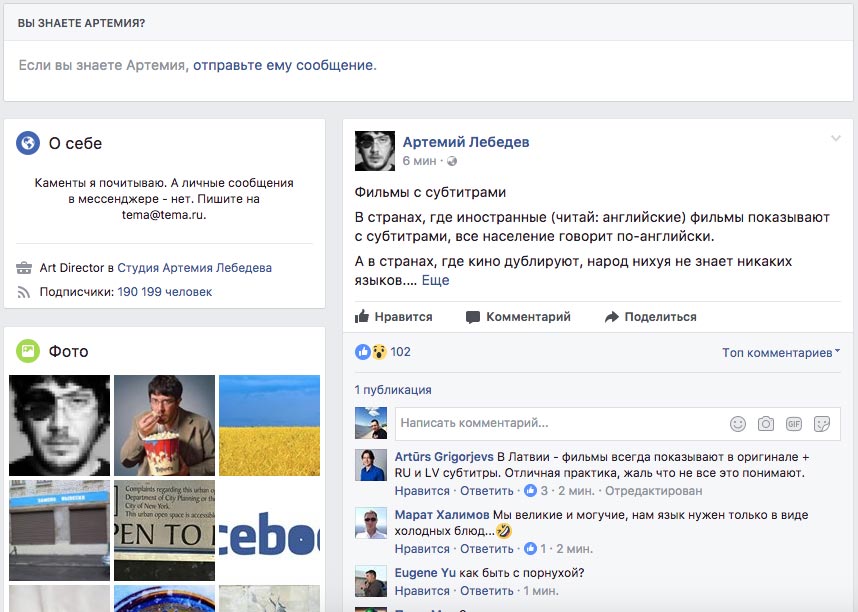 ВЫ ЗНАЕТЕ АРТЕМИЯ?
Если вы знаете Артемия, отправьте ему сообщение.
О себе
Каменты я почитываю. А личные сообщения
в мессенджере - нет. Пишите на
tema@tema.ru.
Art Director в Студия Артемия Лебедева
Подписчики: 190 199 человек
Фото
Complaints regarding this urban o
Department of City Planning or the
City of New York.
This urban open space is accessible
PEN TO
cebo
Артемий Лебедев
6 мин ·
Фильмы с субтитрами
В странах, где иностранные (читай: английские) фильмы показывают
с субтитрами, все население говорит по-английски.
А в странах, где кино дублируют, народ нихуя не знает никаких
языков.... Еще
Нравится Комментарий Поделиться
102 Топ комментариев
1 публикация
Написать комментарий...
GIF
Artūrs Grigorjevs В Латвии - фильмы всегда показывают в оригинале +
RU и LV субтитры. Отличная практика, жаль что не все это понимают.
Нравится · Ответить · 3 · 2 мин. · Отредактирован
Марат Халимов Мы великие и могучие, нам язык нужен только в виде
холодных блюд...🤣
Нравится · Ответить · 1 · 2 мин.
Eugene Yu как быть с порнухой?
Нравится · Ответить · 1 мин.